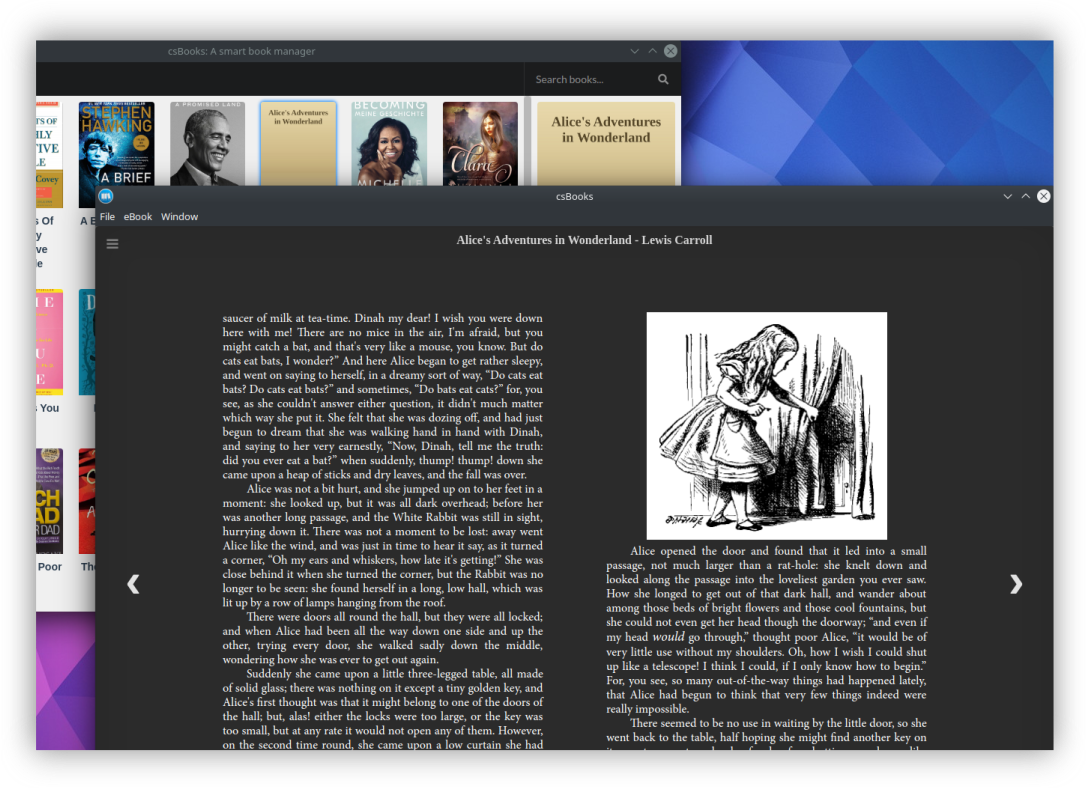 csBooks: A smart book manager
Search books...
TS OF
ILY
TIVE
LE
Covey
STEPHEN
HAWKING
A BRIEF
A PROMISED LAND
Alice's Adventures
in Wonderland
BECOMING
MEINE GESCHICHTE
MICHELLE
Clara
Alice's Adventures
in Wonderland
s Of
y
ve
e
A B
s You
CH
AD
R DAD
Poor
The
csBooks
File eBook Window
Alice's Adventures in Wonderland - Lewis Carroll
saucer of milk at tea-time. Dinah my dear! I wish you were down
here with me! There are no mice in the air, I'm afraid, but you
might catch a bat, and that's very like a mouse, you know. But do
cats eat bats, I wonder?” And here Alice began to get rather sleepy,
and went on saying to herself, in a dreamy sort of way, “Do cats eat
bats? Do cats eat bats?” and sometimes, “Do bats eat cats?” for, you
see, as she couldn't answer either question, it didn't much matter
which way she put it. She felt that she was dozing off, and had just
begun to dream that she was walking hand in hand with Dinah,
and saying to her very earnestly, “Now, Dinah, tell me the truth:
did you ever eat a bat?” when suddenly, thump! thump! down she
came upon a heap of sticks and dry leaves, and the fall was over.
Alice was not a bit hurt, and she jumped up on to her feet in a
moment: she looked up, but it was all dark overhead; before her
was another long passage, and the White Rabbit was still in sight,
hurrying down it. There was not a moment to be lost: away went
Alice like the wind, and was just in time to hear it say, as it turned
a corner, “Oh my ears and whiskers, how late it's getting!” She was
close behind it when she turned the corner, but the Rabbit was no
longer to be seen: she found herself in a long, low hall, which was
lit up by a row of lamps hanging from the roof.
There were doors all round the hall, but they were all locked;
and when Alice had been all the way down one side and up the
other, trying every door, she walked sadly down the middle,
wondering how she was ever to get out again.
Suddenly she came upon a little three-legged table, all made
of solid glass; there was nothing on it except a tiny golden key, and
Alice's first thought was that it might belong to one of the doors of
the hall; but, alas! either the locks were too large, or the key was
too small, but at any rate it would not open any of them. However,
on the second time round, she came upon a low curtain she had
Alice opened the door and found that it led into a small
passage, not much larger than a rat-hole: she knelt down and
looked along the passage into the loveliest garden you ever saw.
How she longed to get out of that dark hall, and wander about
among those beds of bright flowers and those cool fountains, but
she could not even get her head though the doorway; “and even if
my head would go through,” thought poor Alice, “it would be of
very little use without my shoulders. Oh, how I wish I could shut
up like a telescope! I think I could, if I only know how to begin.”
For, you see, so many out-of-the-way things had happened lately,
that Alice had begun to think that very few things indeed were
really impossible.
There seemed to be no use in waiting by the little door, so she
went back to the table, half hoping she might find another key on